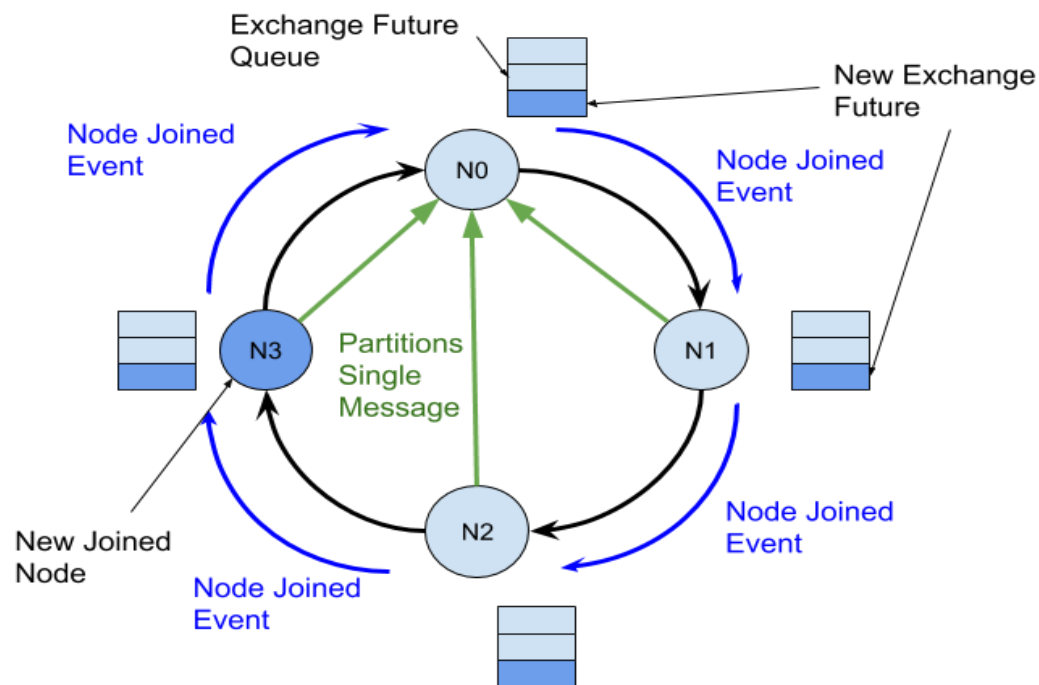 Exchange Future
Queue
New Exchange
Future
Node Joined
Event
Node Joined
Event
N0
N3
Partitions
Single
Message
N1
Node Joined
Event
N2
New Joined
Node
Node Joined
Event